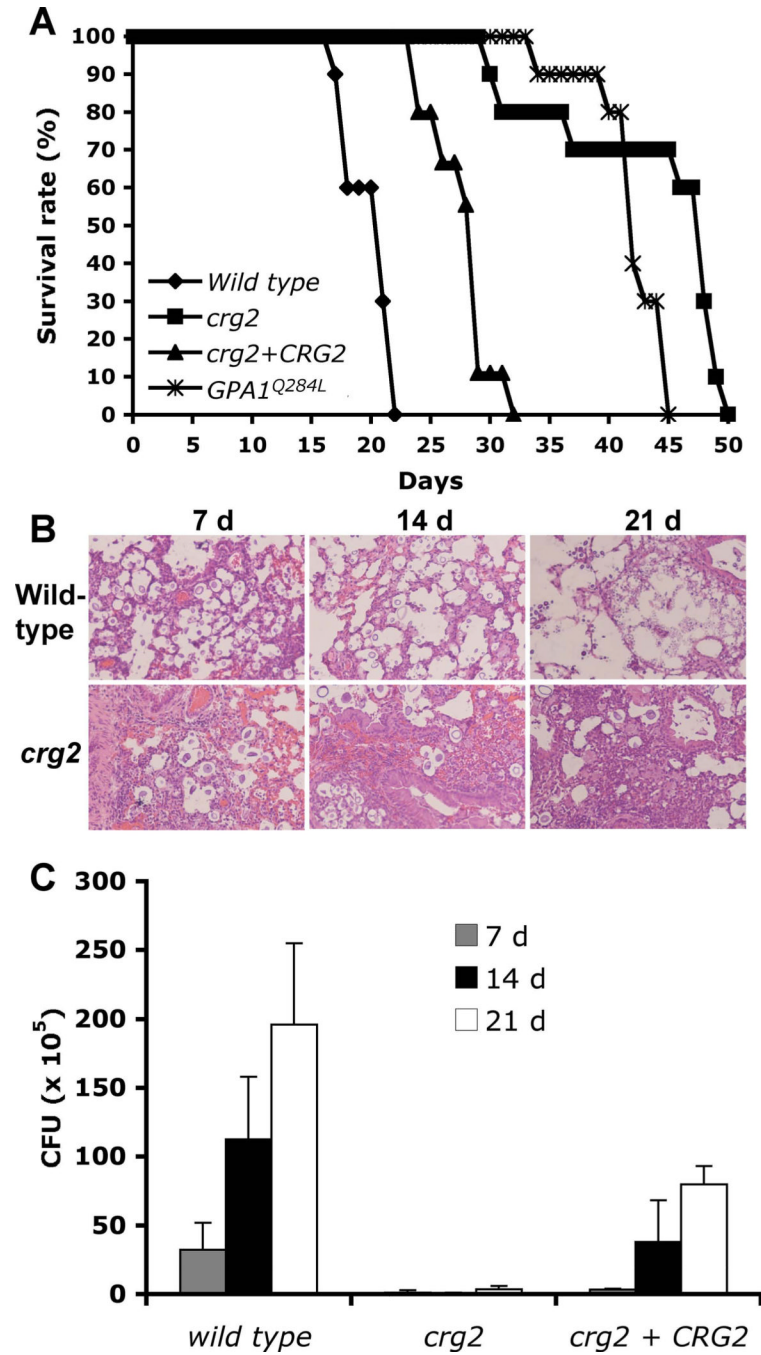 A
Survival rate (%)
100
90
80
70
60
50
40
30
20
10
0
Wild type
crg2
crg2+CRG2
GPA1Q284L
0 5 10 15 20 25 30 35 40 45 50
Days
B
7 d 14 d 21 d
Wild-
type
crg2
C
CFU (x 10⁵)
300
250
200
150
100
50
0
7 d
14 d
21 d
wild type crg2 crg2 + CRG2